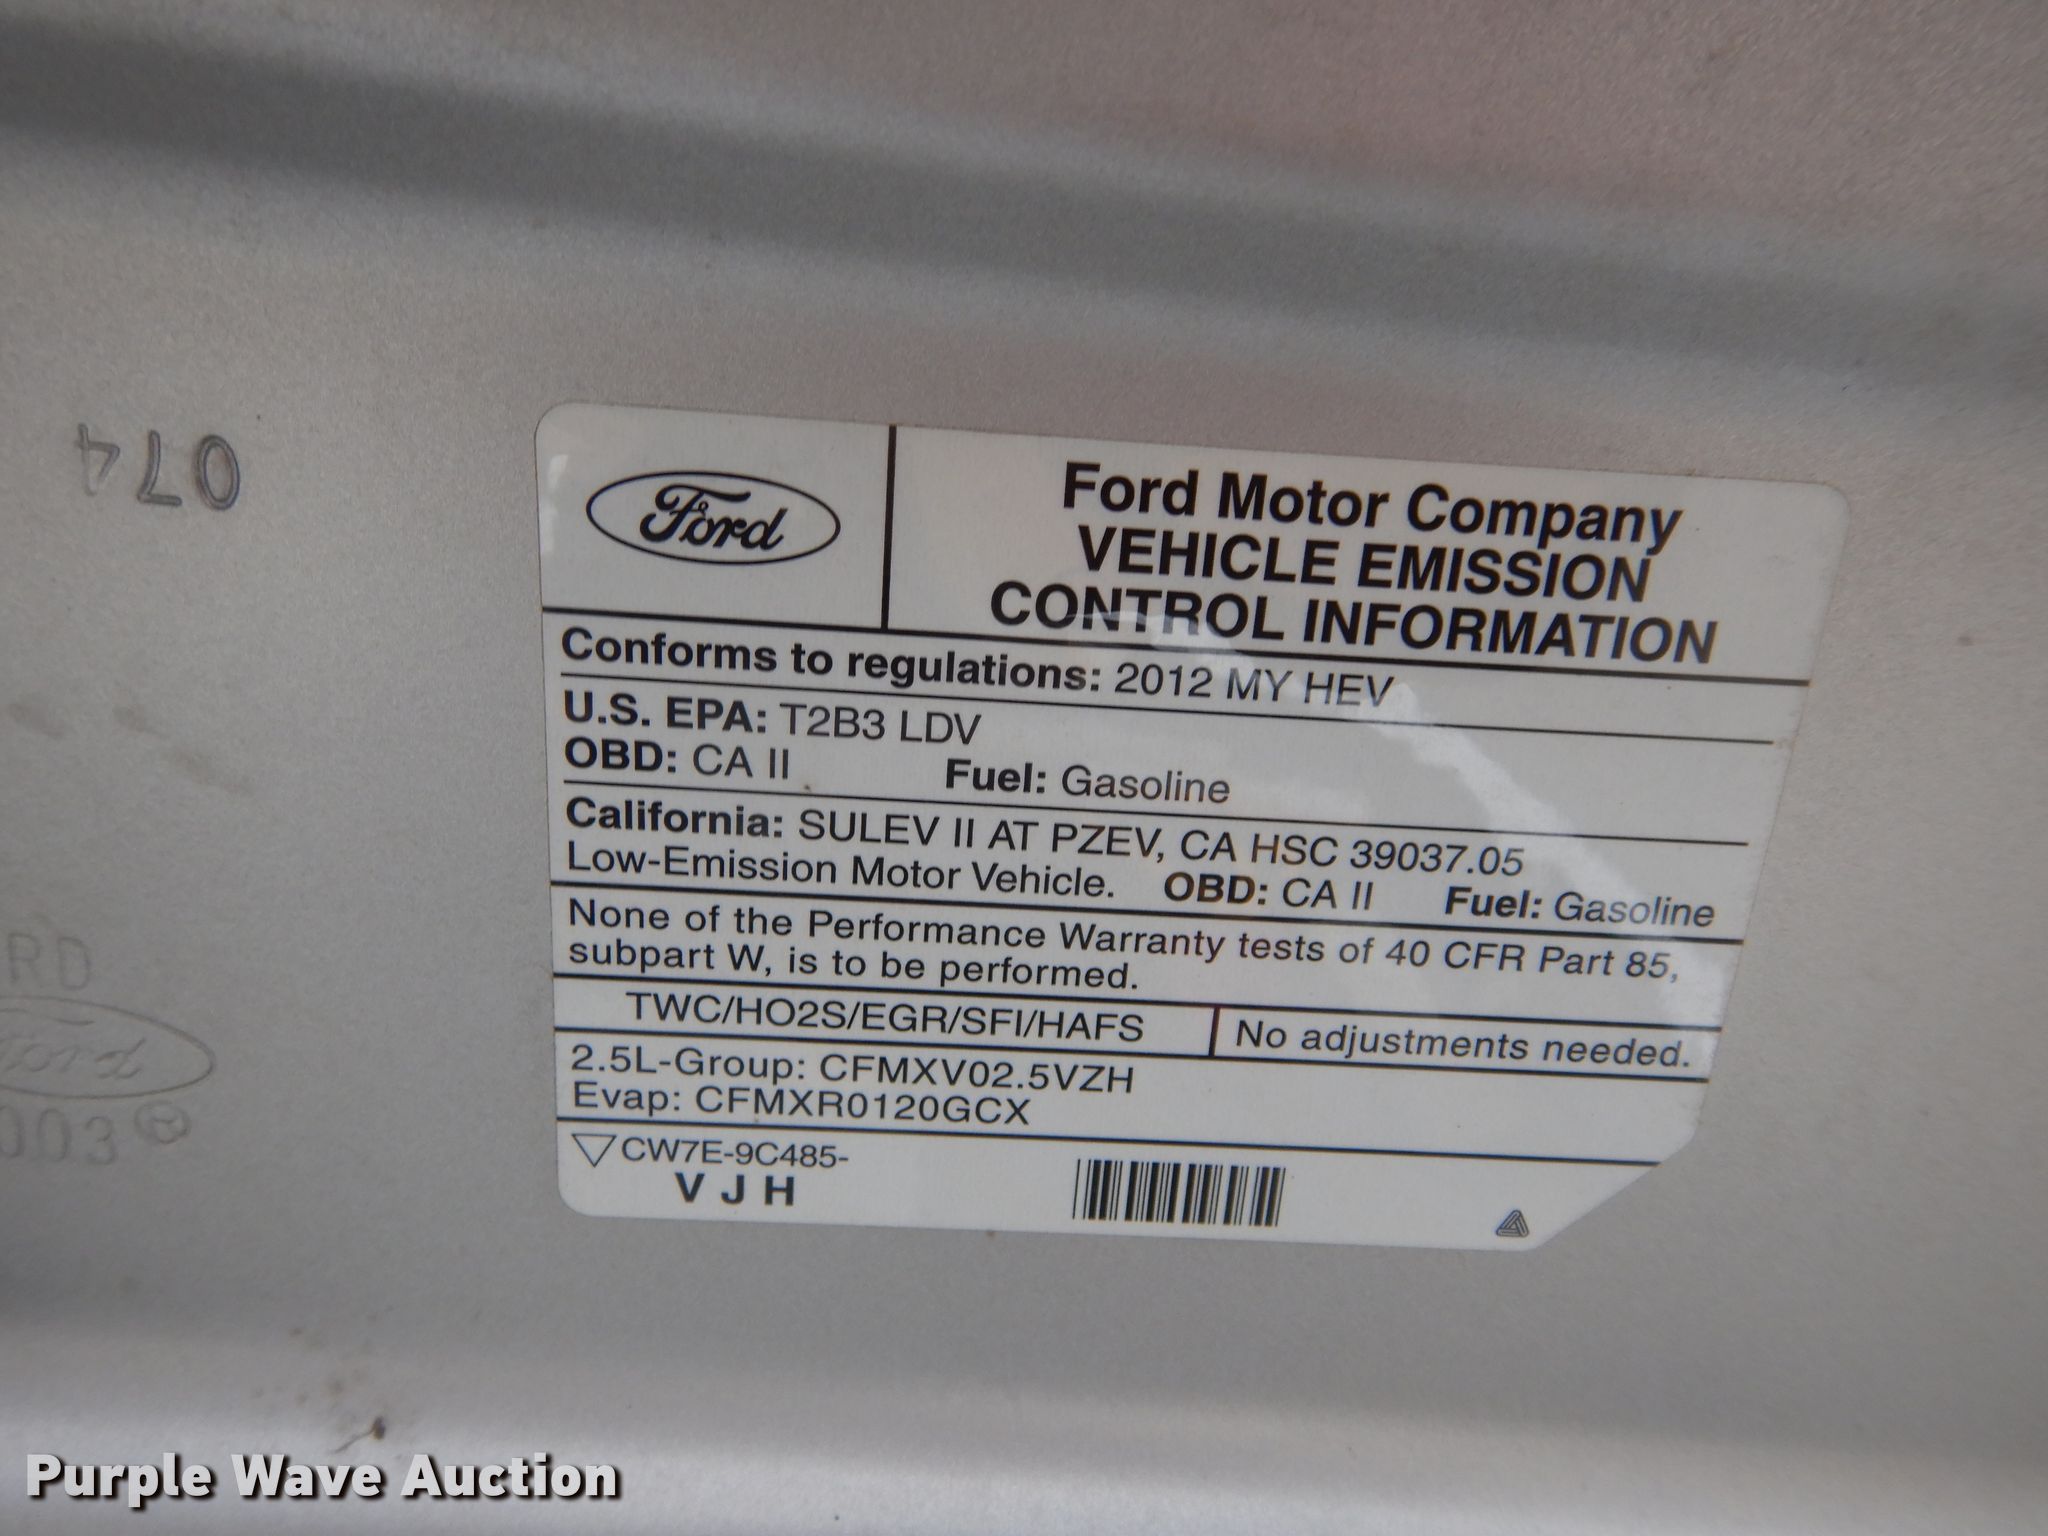 074
Ford
Ford Motor Company
VEHICLE EMISSION
CONTROL INFORMATION
Conforms to regulations: 2012 MY HEV
U.S. EPA: T2B3 LDV
OBD: CA II Fuel: Gasoline
California: SULEV II AT PZEV, CA HSC 39037.05
Low-Emission Motor Vehicle. OBD: CA II Fuel: Gasoline
None of the Performance Warranty tests of 40 CFR Part 85,
subpart W, is to be performed.
TWC/HO2S/EGR/SFI/HAFS No adjustments needed.
2.5L-Group: CFMXV02.5VZH
Evap: CFMXR0120GCX
CW7E-9C485-
V J H
RD
Ford
003
Purple Wave Auction